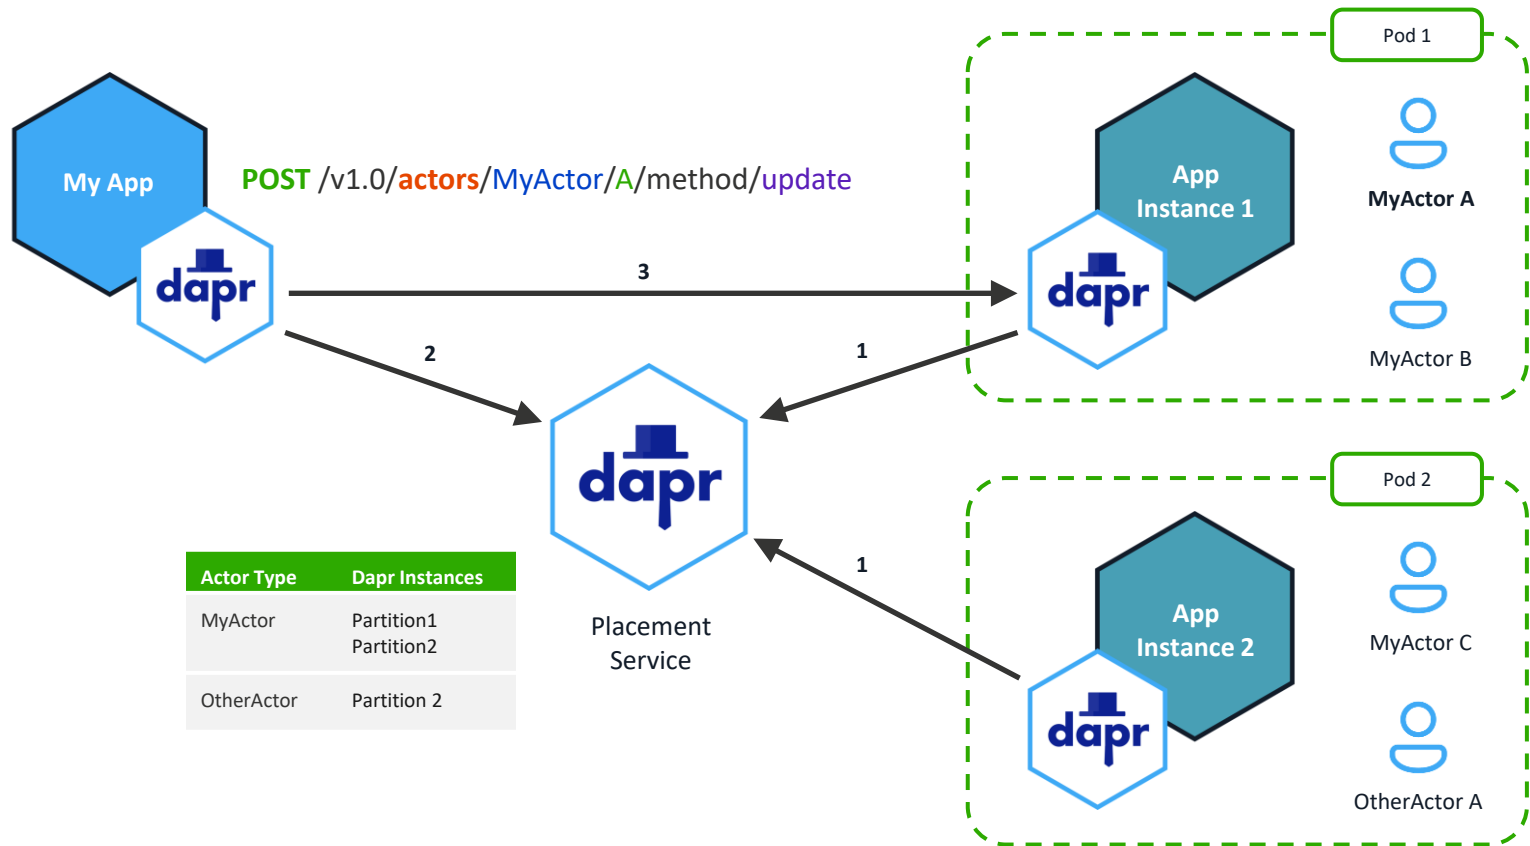 Pod 1
My App
POST /v1.0/actors/MyActor/A/method/update
App
Instance 1
MyActor A
dapr
3
dapr
MyActor B
2
1
dapr
Pod 2
1
Placement
Service
Actor Type Dapr Instances
MyActor Partition1
Partition2
OtherActor Partition 2
App
Instance 2
MyActor C
dapr
OtherActor A